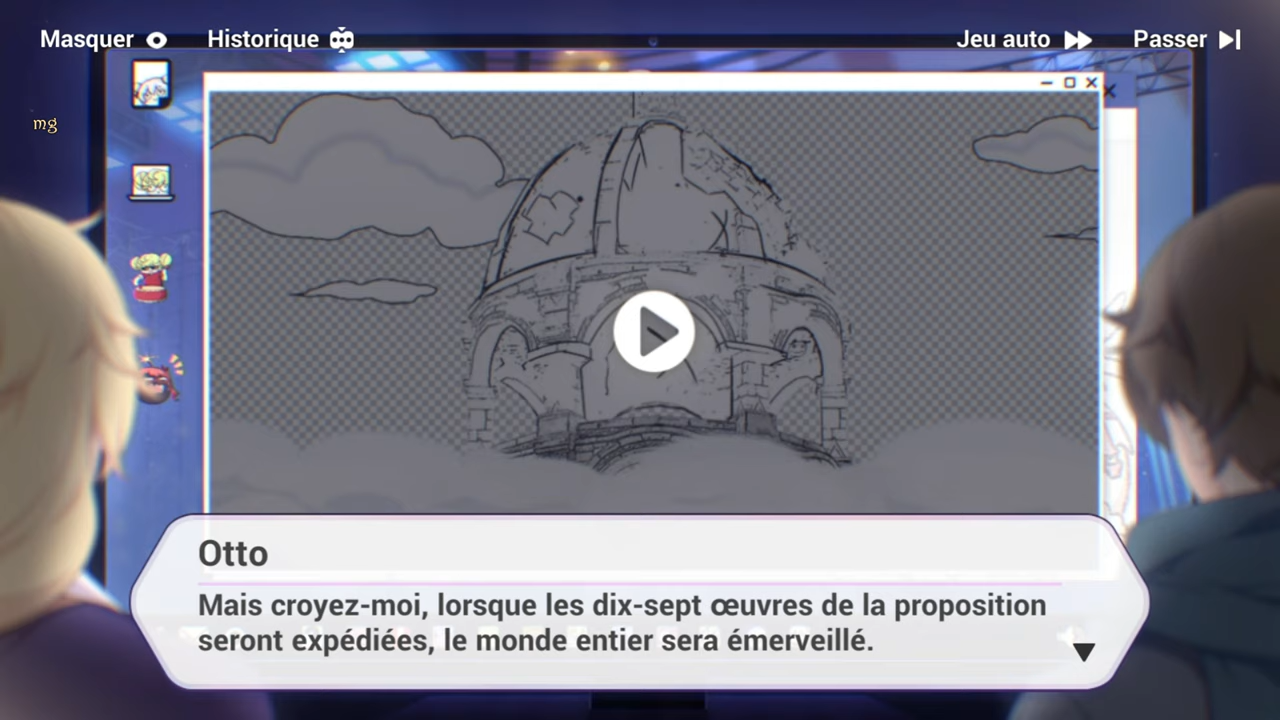 Masquer
Historique
Jeu auto
Passer
mg
Otto
Mais croyez-moi, lorsque les dix-sept œuvres de la proposition
seront expédiées, le monde entier sera émerveillé.